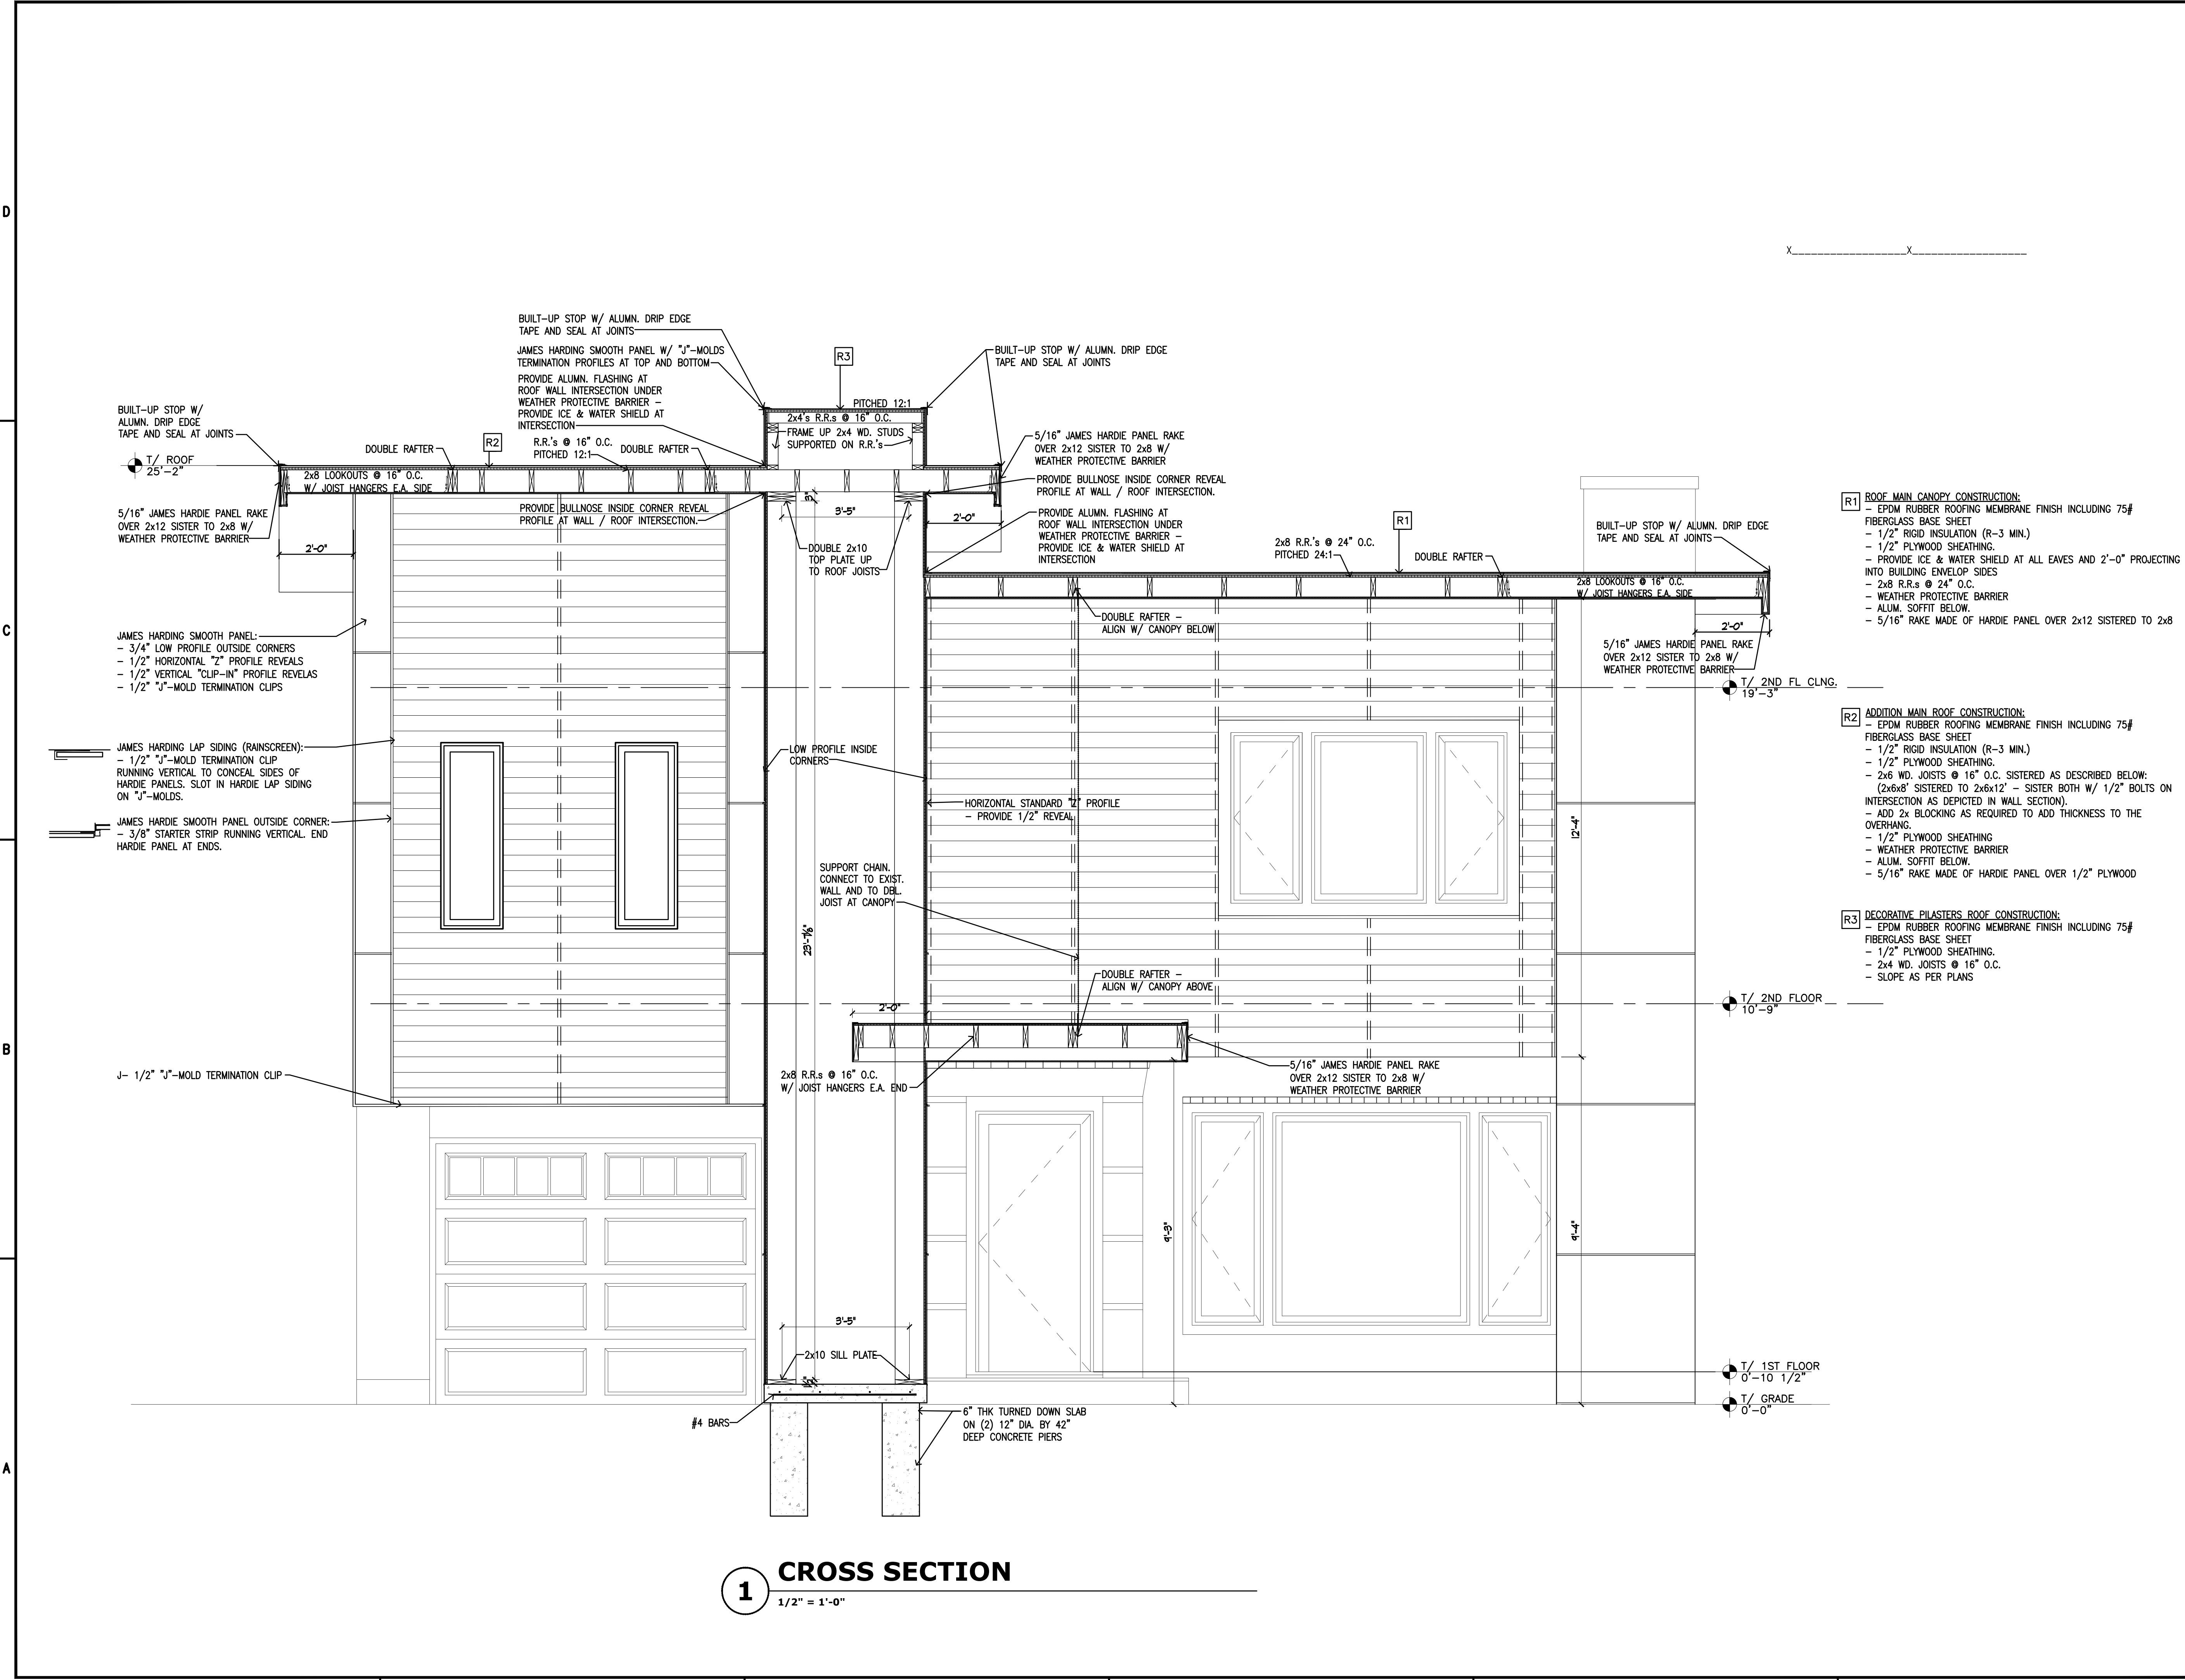 D
C
B
A
X__________________X__________________
BUILT-UP STOP W/ ALUMN. DRIP EDGE
TAPE AND SEAL AT JOINTS
JAMES HARDING SMOOTH PANEL W/ "J"-MOLDS
TERMINATION PROFILES AT TOP AND BOTTOM
PROVIDE ALUMN. FLASHING AT
ROOF WALL INTERSECTION UNDER
WEATHER PROTECTIVE BARRIER -
PROVIDE ICE & WATER SHIELD AT
INTERSECTION
R3
BUILT-UP STOP W/ ALUMN. DRIP EDGE
TAPE AND SEAL AT JOINTS
PITCHED 12:1
2x4's R.R.s @ 16" O.C.
FRAME UP 2x4 WD. STUDS
SUPPORTED ON R.R.'s
BUILT-UP STOP W/
ALUMN. DRIP EDGE
TAPE AND SEAL AT JOINTS
T/ ROOF
25'-2"
DOUBLE RAFTER
R2
R.R.'s @ 16" O.C.
PITCHED 12:1
DOUBLE RAFTER
2x8 LOOKOUTS @ 16" O.C.
W/ JOIST HANGERS E.A. SIDE
5/16" JAMES HARDIE PANEL RAKE
OVER 2x12 SISTER TO 2x8 W/
WEATHER PROTECTIVE BARRIER
PROVIDE BULLNOSE INSIDE CORNER REVEAL
PROFILE AT WALL / ROOF INTERSECTION.
5/16" JAMES HARDIE PANEL RAKE
OVER 2x12 SISTER TO 2x8 W/
WEATHER PROTECTIVE BARRIER
PROVIDE BULLNOSE INSIDE CORNER REVEAL
PROFILE AT WALL / ROOF INTERSECTION.
PROVIDE ALUMN. FLASHING AT
ROOF WALL INTERSECTION UNDER
WEATHER PROTECTIVE BARRIER -
PROVIDE ICE & WATER SHIELD AT
INTERSECTION
3"
3'-5"
2'-0"
2'-0"
DOUBLE 2x10
TOP PLATE UP
TO ROOF JOISTS
2x8 R.R.'s @ 24" O.C.
PITCHED 24:1
R1
DOUBLE RAFTER
BUILT-UP STOP W/ ALUMN. DRIP EDGE
TAPE AND SEAL AT JOINTS
2x8 LOOKOUTS @ 16" O.C.
W/ JOIST HANGERS E.A. SIDE
2'-0"
5/16" JAMES HARDIE PANEL RAKE
OVER 2x12 SISTER TO 2x8 W/
WEATHER PROTECTIVE BARRIER
T/ 2ND FL CLNG.
19'-3"
DOUBLE RAFTER -
ALIGN W/ CANOPY BELOW
JAMES HARDING SMOOTH PANEL:
- 3/4" LOW PROFILE OUTSIDE CORNERS
- 1/2" HORIZONTAL "Z" PROFILE REVEALS
- 1/2" VERTICAL "CLIP-IN" PROFILE REVELAS
- 1/2" "J"-MOLD TERMINATION CLIPS
JAMES HARDING LAP SIDING (RAINSCREEN):
- 1/2" "J"-MOLD TERMINATION CLIP
RUNNING VERTICAL TO CONCEAL SIDES OF
HARDIE PANELS. SLOT IN HARDIE LAP SIDING
ON "J"-MOLDS.
JAMES HARDIE SMOOTH PANEL OUTSIDE CORNER:
- 3/8" STARTER STRIP RUNNING VERTICAL. END
HARDIE PANEL AT ENDS.
LOW PROFILE INSIDE
CORNERS
HORIZONTAL STANDARD "Z" PROFILE
- PROVIDE 1/2" REVEAL
SUPPORT CHAIN.
CONNECT TO EXIST.
WALL AND TO DBL.
JOIST AT CANOPY
12'-4"
DOUBLE RAFTER -
ALIGN W/ CANOPY ABOVE
2'-0"
T/ 2ND FLOOR
10'-9"
J- 1/2" "J"-MOLD TERMINATION CLIP
2x8 R.R.s @ 16" O.C.
W/ JOIST HANGERS E.A. END
5/16" JAMES HARDIE PANEL RAKE
OVER 2x12 SISTER TO 2x8 W/
WEATHER PROTECTIVE BARRIER
9'-3"
9'-4"
3'-5"
2x10 SILL PLATE
T/ 1ST FLOOR
0'-10 1/2"
T/ GRADE
0'-0"
#4 BARS
6" THK TURNED DOWN SLAB
ON (2) 12" DIA. BY 42"
DEEP CONCRETE PIERS
R1
ROOF MAIN CANOPY CONSTRUCTION:
- EPDM RUBBER ROOFING MEMBRANE FINISH INCLUDING 75#
FIBERGLASS BASE SHEET
- 1/2" RIGID INSULATION (R-3 MIN.)
- 1/2" PLYWOOD SHEATHING.
- PROVIDE ICE & WATER SHIELD AT ALL EAVES AND 2'-0" PROJECTING
INTO BUILDING ENVELOP SIDES
- 2x8 R.R.s @ 24" O.C.
- WEATHER PROTECTIVE BARRIER
- ALUM. SOFFIT BELOW.
- 5/16" RAKE MADE OF HARDIE PANEL OVER 2x12 SISTERED TO 2x8
R2
ADDITION MAIN ROOF CONSTRUCTION:
- EPDM RUBBER ROOFING MEMBRANE FINISH INCLUDING 75#
FIBERGLASS BASE SHEET
- 1/2" RIGID INSULATION (R-3 MIN.)
- 1/2" PLYWOOD SHEATHING.
- 2x6 WD. JOISTS @ 16" O.C. SISTERED AS DESCRIBED BELOW:
(2x6x8' SISTERED TO 2x6x12' - SISTER BOTH W/ 1/2" BOLTS ON
INTERSECTION AS DEPICTED IN WALL SECTION).
- ADD 2x BLOCKING AS REQUIRED TO ADD THICKNESS TO THE
OVERHANG.
- 1/2" PLYWOOD SHEATHING
- WEATHER PROTECTIVE BARRIER
- ALUM. SOFFIT BELOW.
- 5/16" RAKE MADE OF HARDIE PANEL OVER 1/2" PLYWOOD
R3
DECORATIVE PILASTERS ROOF CONSTRUCTION:
- EPDM RUBBER ROOFING MEMBRANE FINISH INCLUDING 75#
FIBERGLASS BASE SHEET
- 1/2" PLYWOOD SHEATHING.
- 2x4 WD. JOISTS @ 16" O.C.
- SLOPE AS PER PLANS
1
CROSS SECTION
1/2" = 1'-0"